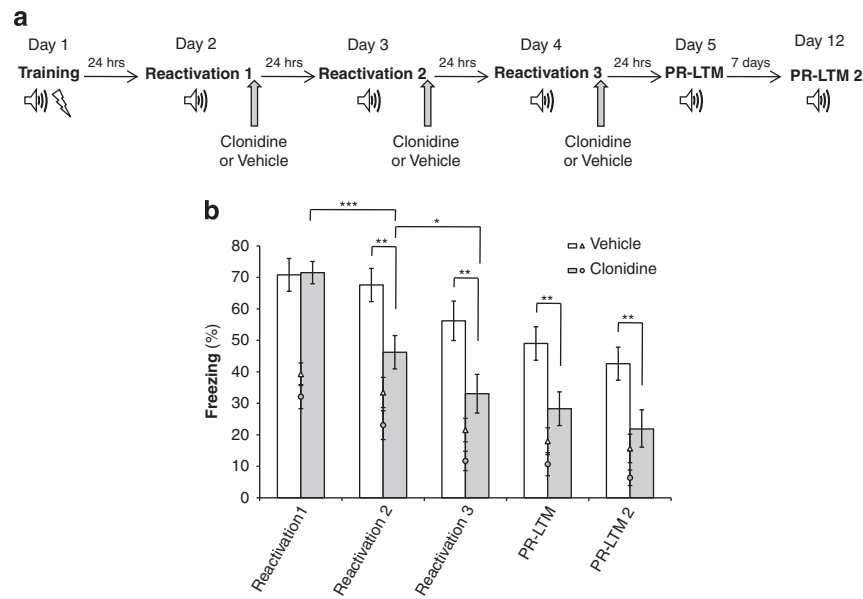 a
Day 1
Day 2
Day 3
Day 4
Day 5
Day 12
Training
24 hrs
Reactivation 1
24 hrs
Reactivation 2
24 hrs
Reactivation 3
24 hrs
PR-LTM
7 days
PR-LTM 2
Clonidine
or Vehicle
Clonidine
or Vehicle
Clonidine
or Vehicle
b
***
*
**
**
**
**
Vehicle
Clonidine
Freezing (%)
80
70
60
50
40
30
20
10
0
Reactivation1
Reactivation 2
Reactivation 3
PR-LTM
PR-LTM 2